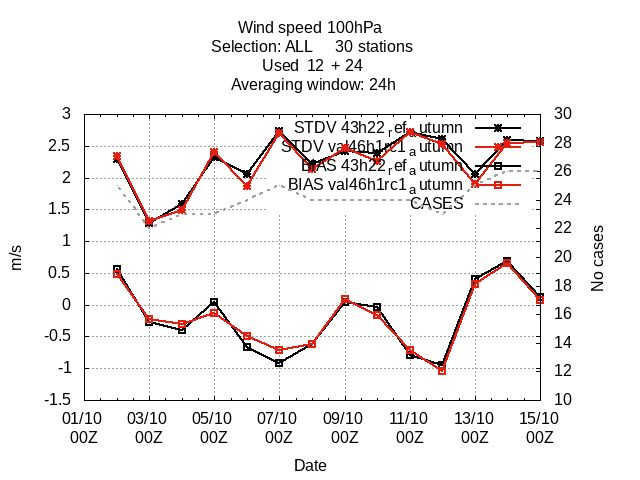 Wind speed 100hPa
Selection: ALL     30 stations
Used  12  + 24
Averaging window: 24h
3
2.5
2
1.5
1
0.5
0
-0.5
-1
-1.5
30
28
26
24
22
20
18
16
14
12
10
STDV 43h22_ref_autumn
STDV val46h1rc1_autumn
BIAS 43h22_ref_autumn
BIAS val46h1rc1_autumn
CASES
m/s
No cases
01/10 03/10 05/10 07/10 09/10 11/10 13/10 15/10
00Z 00Z 00Z 00Z 00Z 00Z 00Z 00Z
Date